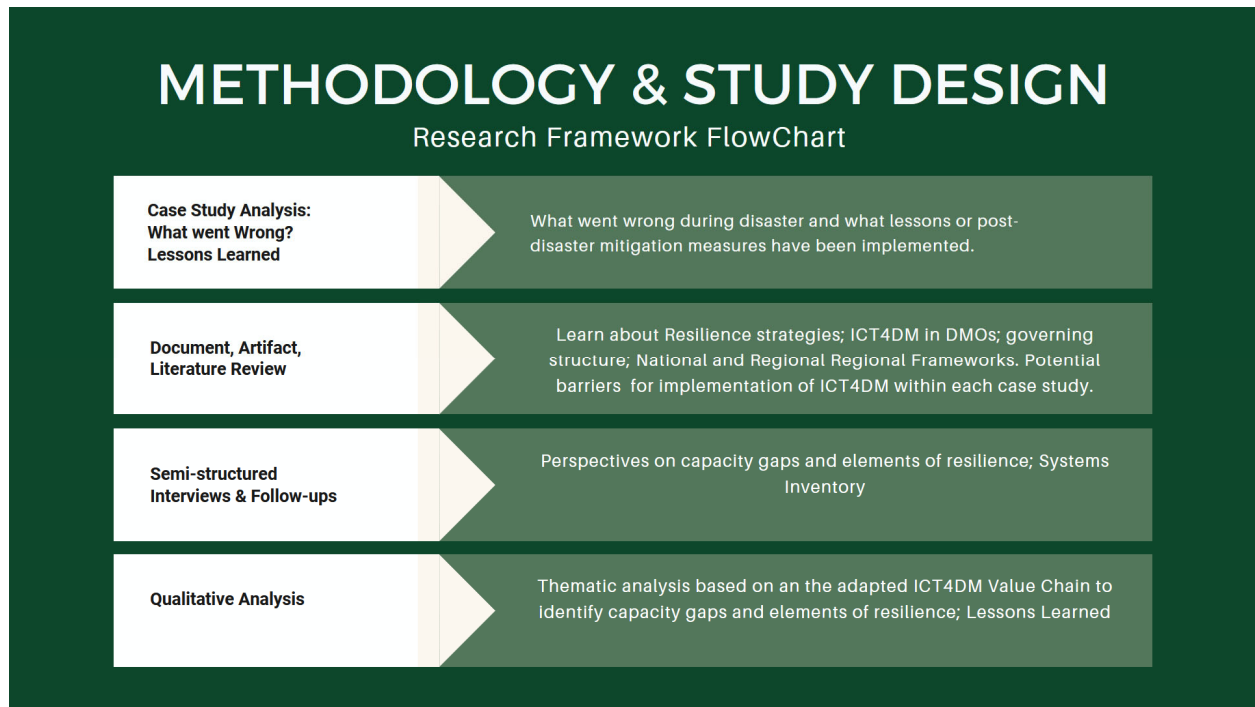 METHODOLOGY & STUDY DESIGN
Research Framework FlowChart
Case Study Analysis:
What went Wrong?
Lessons Learned
What went wrong during disaster and what lessons or post-
disaster mitigation measures have been implemented.
Document, Artifact,
Literature Review
Learn about Resilience strategies; ICT4DM in DMOs; governing
structure; National and Regional Regional Frameworks. Potential
barriers  for implementation of ICT4DM within each case study.
Semi-structured
Interviews & Follow-ups
Perspectives on capacity gaps and elements of resilience; Systems
Inventory
Qualitative Analysis
Thematic analysis based on an the adapted ICT4DM Value Chain to
identify capacity gaps and elements of resilience; Lessons Learned